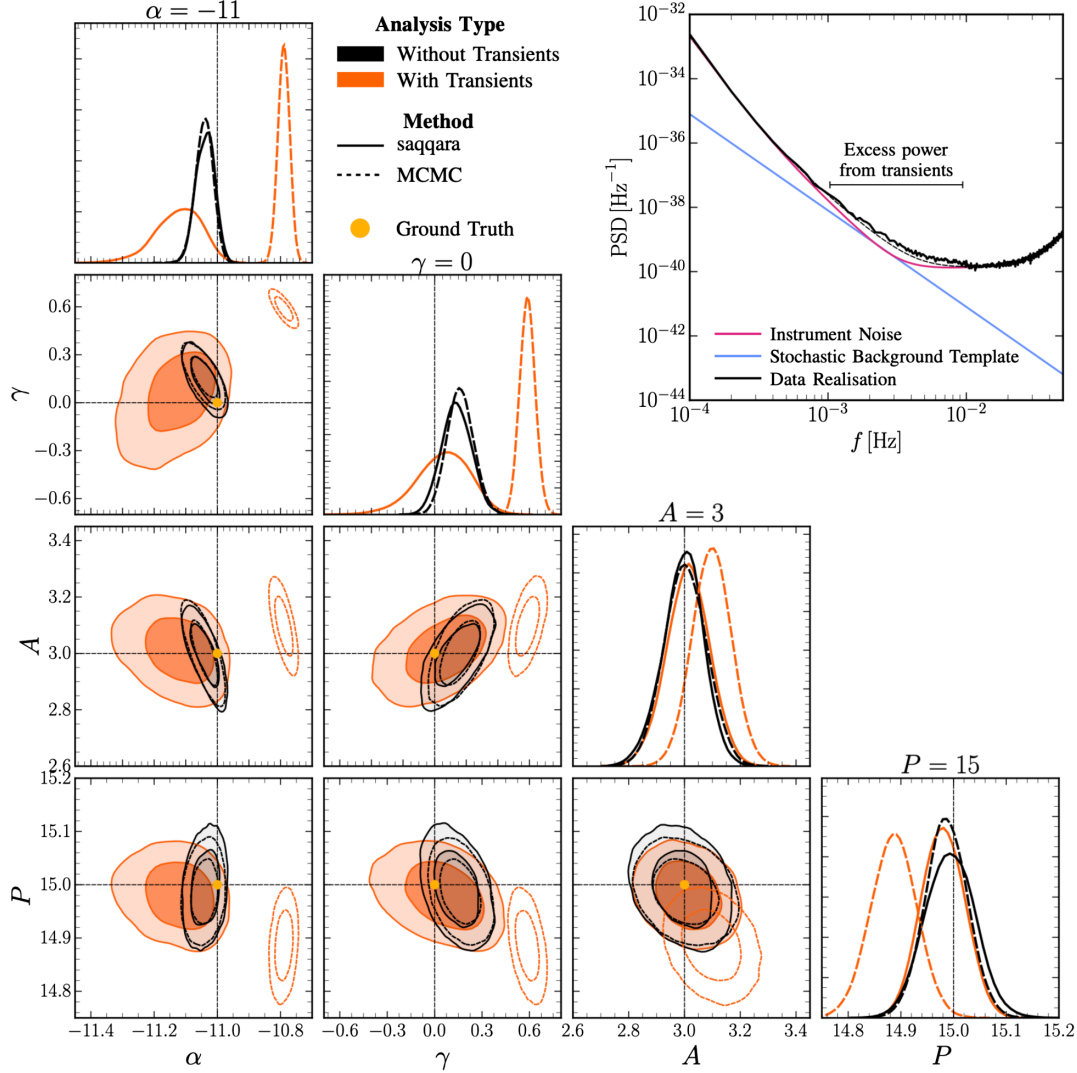 α = −11
Analysis Type
Without Transients
With Transients
Method
saqqara
MCMC
Ground Truth
10⁻³²
10⁻³⁴
10⁻³⁶
10⁻³⁸
10⁻⁴⁰
10⁻⁴²
10⁻⁴⁴
PSD [Hz⁻¹]
Excess power
from transients
Instrument Noise
Stochastic Background Template
Data Realisation
10⁻⁴ 10⁻³ 10⁻²
f [Hz]
γ = 0
0.6
0.3
0.0
−0.3
−0.6
γ
A = 3
3.4
3.2
3.0
2.8
2.6
A
P = 15
15.2
15.1
15.0
14.9
14.8
P
−11.4 −11.0 −10.8
α
−0.6 −0.3 0.0 0.3
γ
2.6 2.8 3.0 3.2 3.4
A
14.8 14.9 15.0 15.1 15.2
P